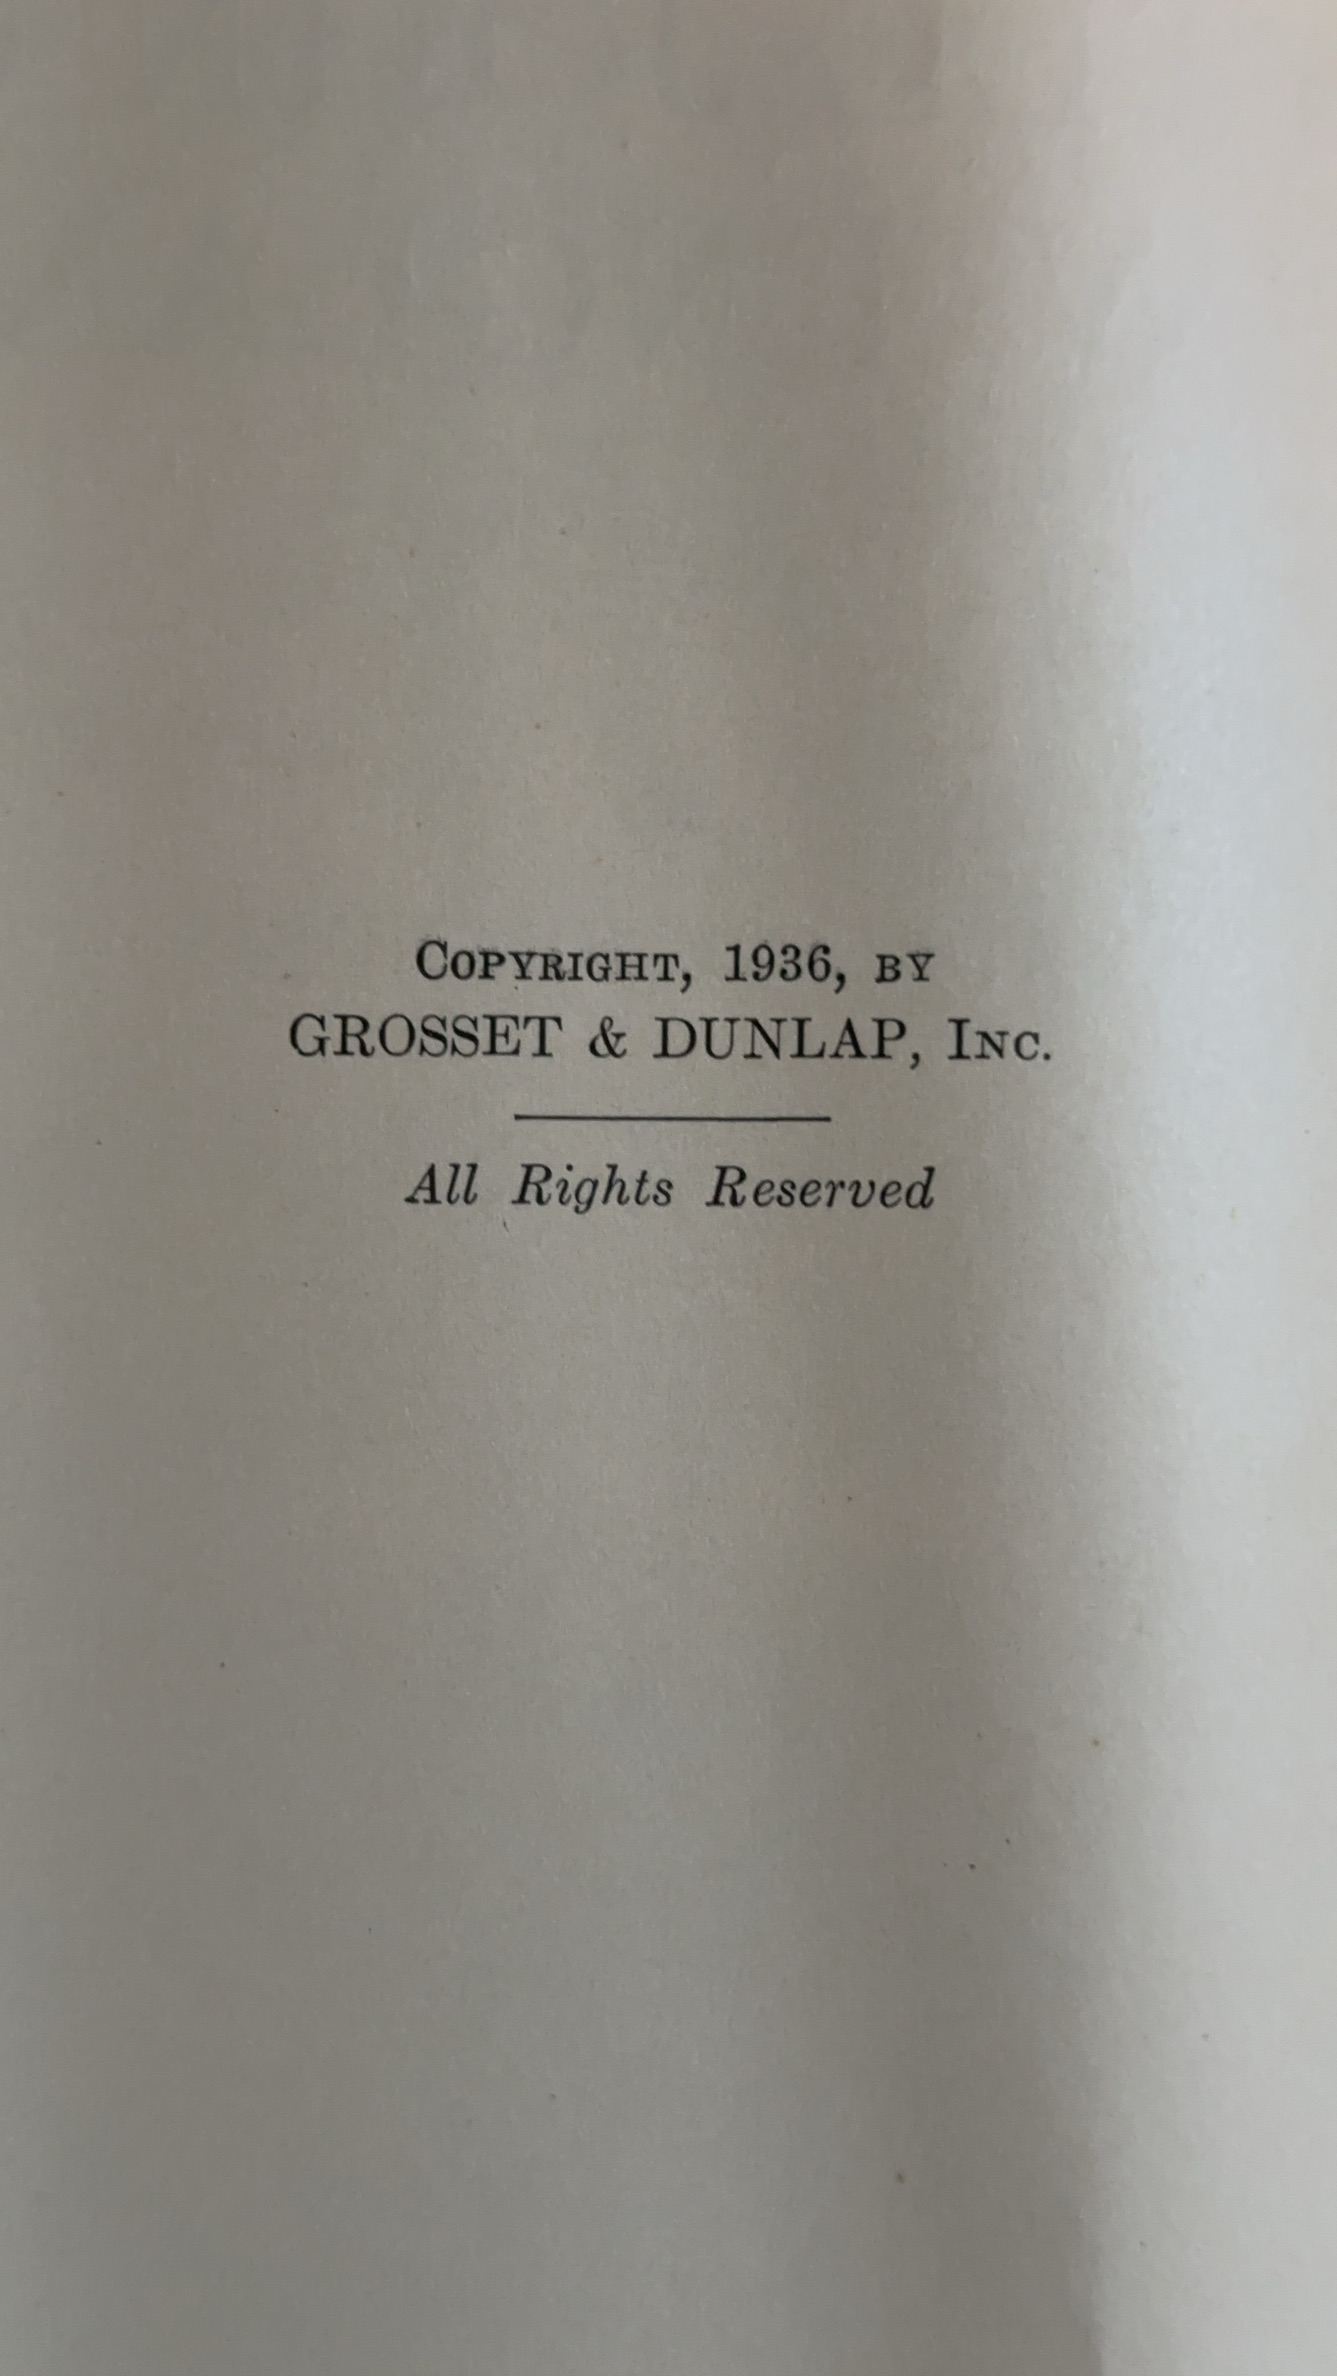 Copyright, 1936, by
GROSSET & DUNLAP, Inc.
All Rights Reserved